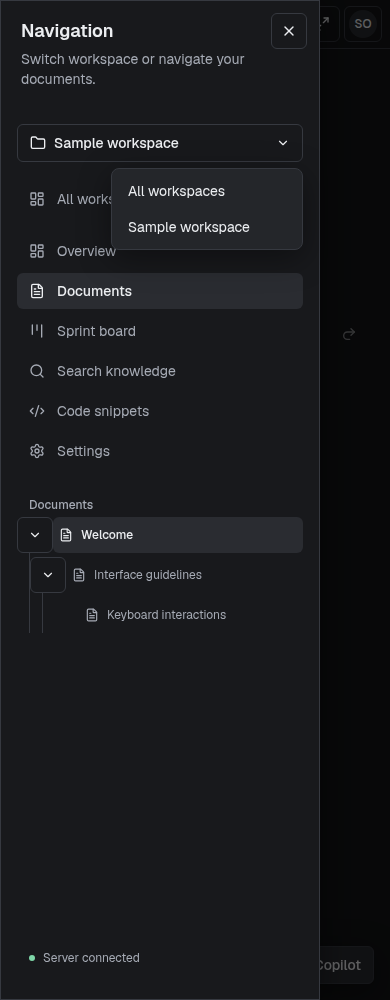 Navigation
SO
Switch workspace or navigate your
documents.
Sample workspace
All workspaces
Sample workspace
All works
Overview
Documents
Sprint board
Search knowledge
Code snippets
Settings
Documents
Welcome
Interface guidelines
Keyboard interactions
Server connected
Copilot